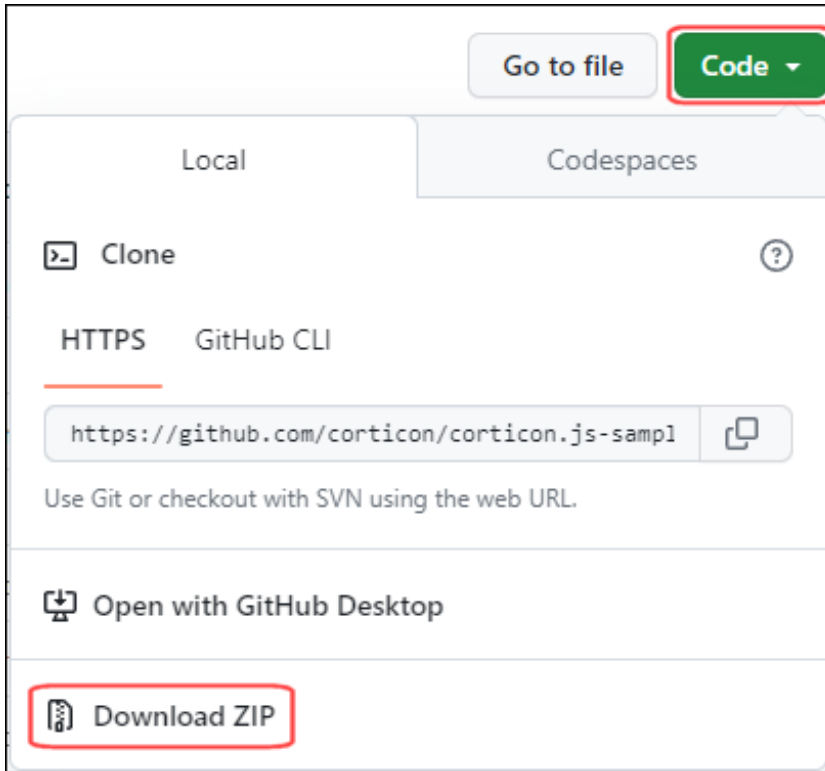 Go to file
Code
Local
Codespaces
Clone
HTTPS
GitHub CLI
https://github.com/corticon/corticon.js-sampl
Use Git or checkout with SVN using the web URL.
Open with GitHub Desktop
Download ZIP